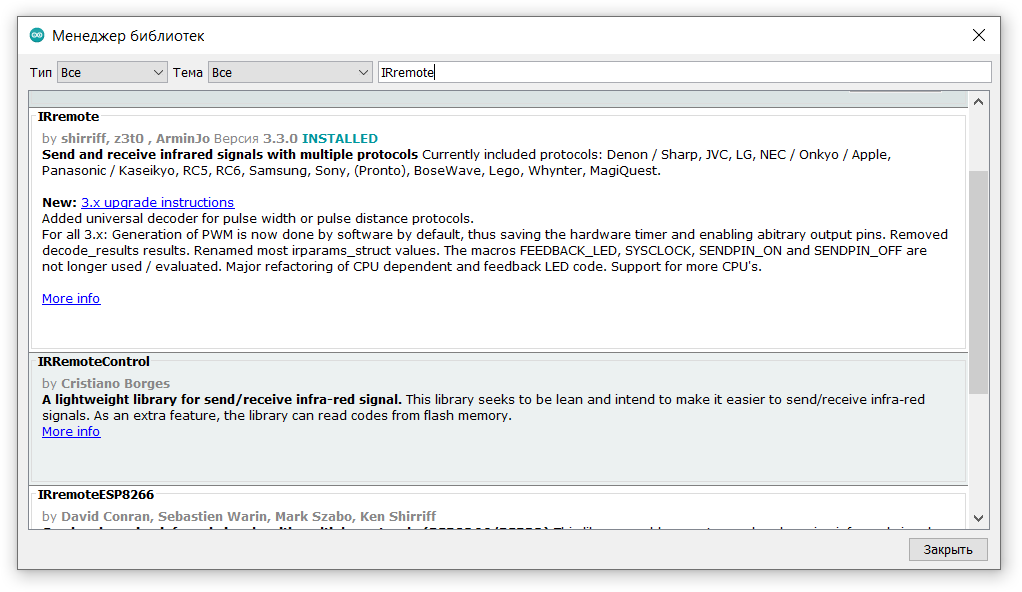 Менеджер библиотек
Тип Все Тема Все IRremote
IRremote
by shirriff, z3t0 , ArminJo Версия 3.3.0 INSTALLED
Send and receive infrared signals with multiple protocols Currently included protocols: Denon / Sharp, JVC, LG, NEC / Onkyo / Apple,
Panasonic / Kaseikyo, RC5, RC6, Samsung, Sony, (Pronto), BoseWave, Lego, Whynter, MagiQuest.
New: 3.x upgrade instructions
Added universal decoder for pulse width or pulse distance protocols.
For all 3.x: Generation of PWM is now done by software by default, thus saving the hardware timer and enabling abitrary output pins. Removed
decode_results results. Renamed most irparams_struct values. The macros FEEDBACK_LED, SYSCLOCK, SENDPIN_ON and SENDPIN_OFF are
not longer used / evaluated. Major refactoring of CPU dependent and feedback LED code. Support for more CPU's.
More info
IRRemoteControl
by Cristiano Borges
A lightweight library for send/receive infra-red signal. This library seeks to be lean and intend to make it easier to send/receive infra-red
signals. As an extra feature, the library can read codes from flash memory.
More info
IRremoteESP8266
by David Conran, Sebastien Warin, Mark Szabo, Ken Shirriff
Закрыть